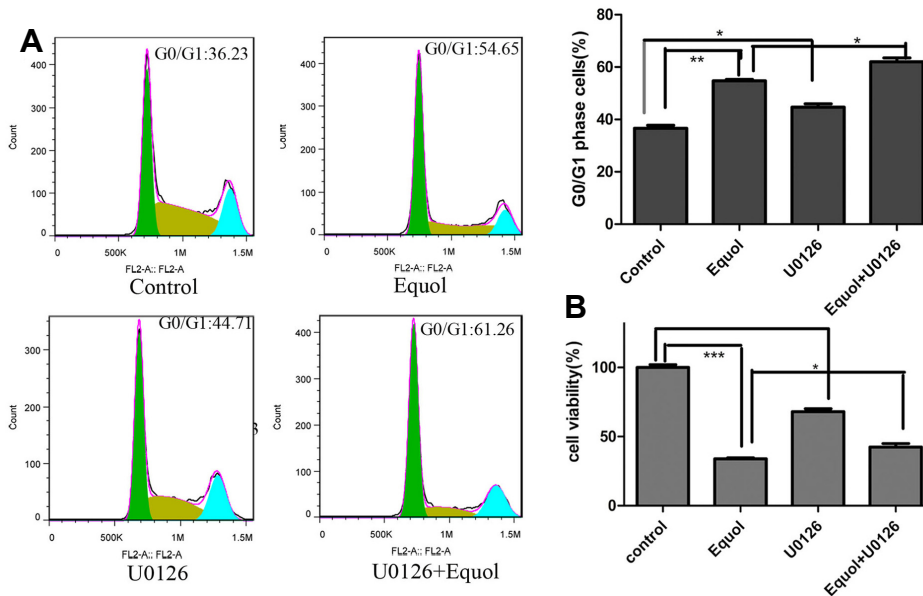 A
G0/G1:36.23
400
300
200
100
0
Count
0 500K 1M 1.5M
FL2-A:: FL2-A
Control
G0/G1:54.65
400
300
200
100
0
Count
0 500K 1M 1.5M
FL2-A:: FL2-A
Equol
G0/G1:44.71
300
200
100
0
Count
0 500K 1M 1.5M
FL2-A:: FL2-A
U0126
G0/G1:61.26
400
300
200
100
0
Count
0 500K 1M 1.5M
FL2-A:: FL2-A
U0126+Equol
G0/G1 phase cells(%)
80
60
40
20
0
*
**
*
Control
Equol
U0126
Equol+U0126
B
cell viability(%)
100
50
0
***
*
control
Equol
U0126
Equol+U0126